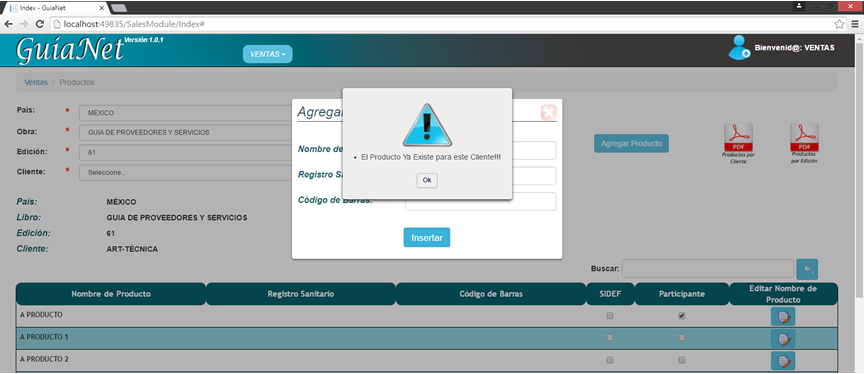 Index - GuiaNet
localhost:49835/SalesModule/Index#
GuíaNet Versión 1.0.1
VENTAS
Bienvenid@: VENTAS
Ventas / Productos
País: * MÉXICO
Obra: * GUIA DE PROVEEDORES Y SERVICIOS
Edición: * 61
Cliente: * Seleccione...
Agregar
Nombre de
Registro Sa
Código de Barras:
Insertar
El Producto Ya Existe para este Cliente!!!
Ok
Agregar Producto
PDF
Productos por Cliente
PDF
Productos por Edición
País: MÉXICO
Libro: GUIA DE PROVEEDORES Y SERVICIOS
Edición: 61
Cliente: ART-TÉCNICA
Buscar:
Nombre de Producto Registro Sanitario Código de Barras SIDEF Participante Editar Nombre de Producto
A PRODUCTO
A PRODUCTO 1
A PRODUCTO 2